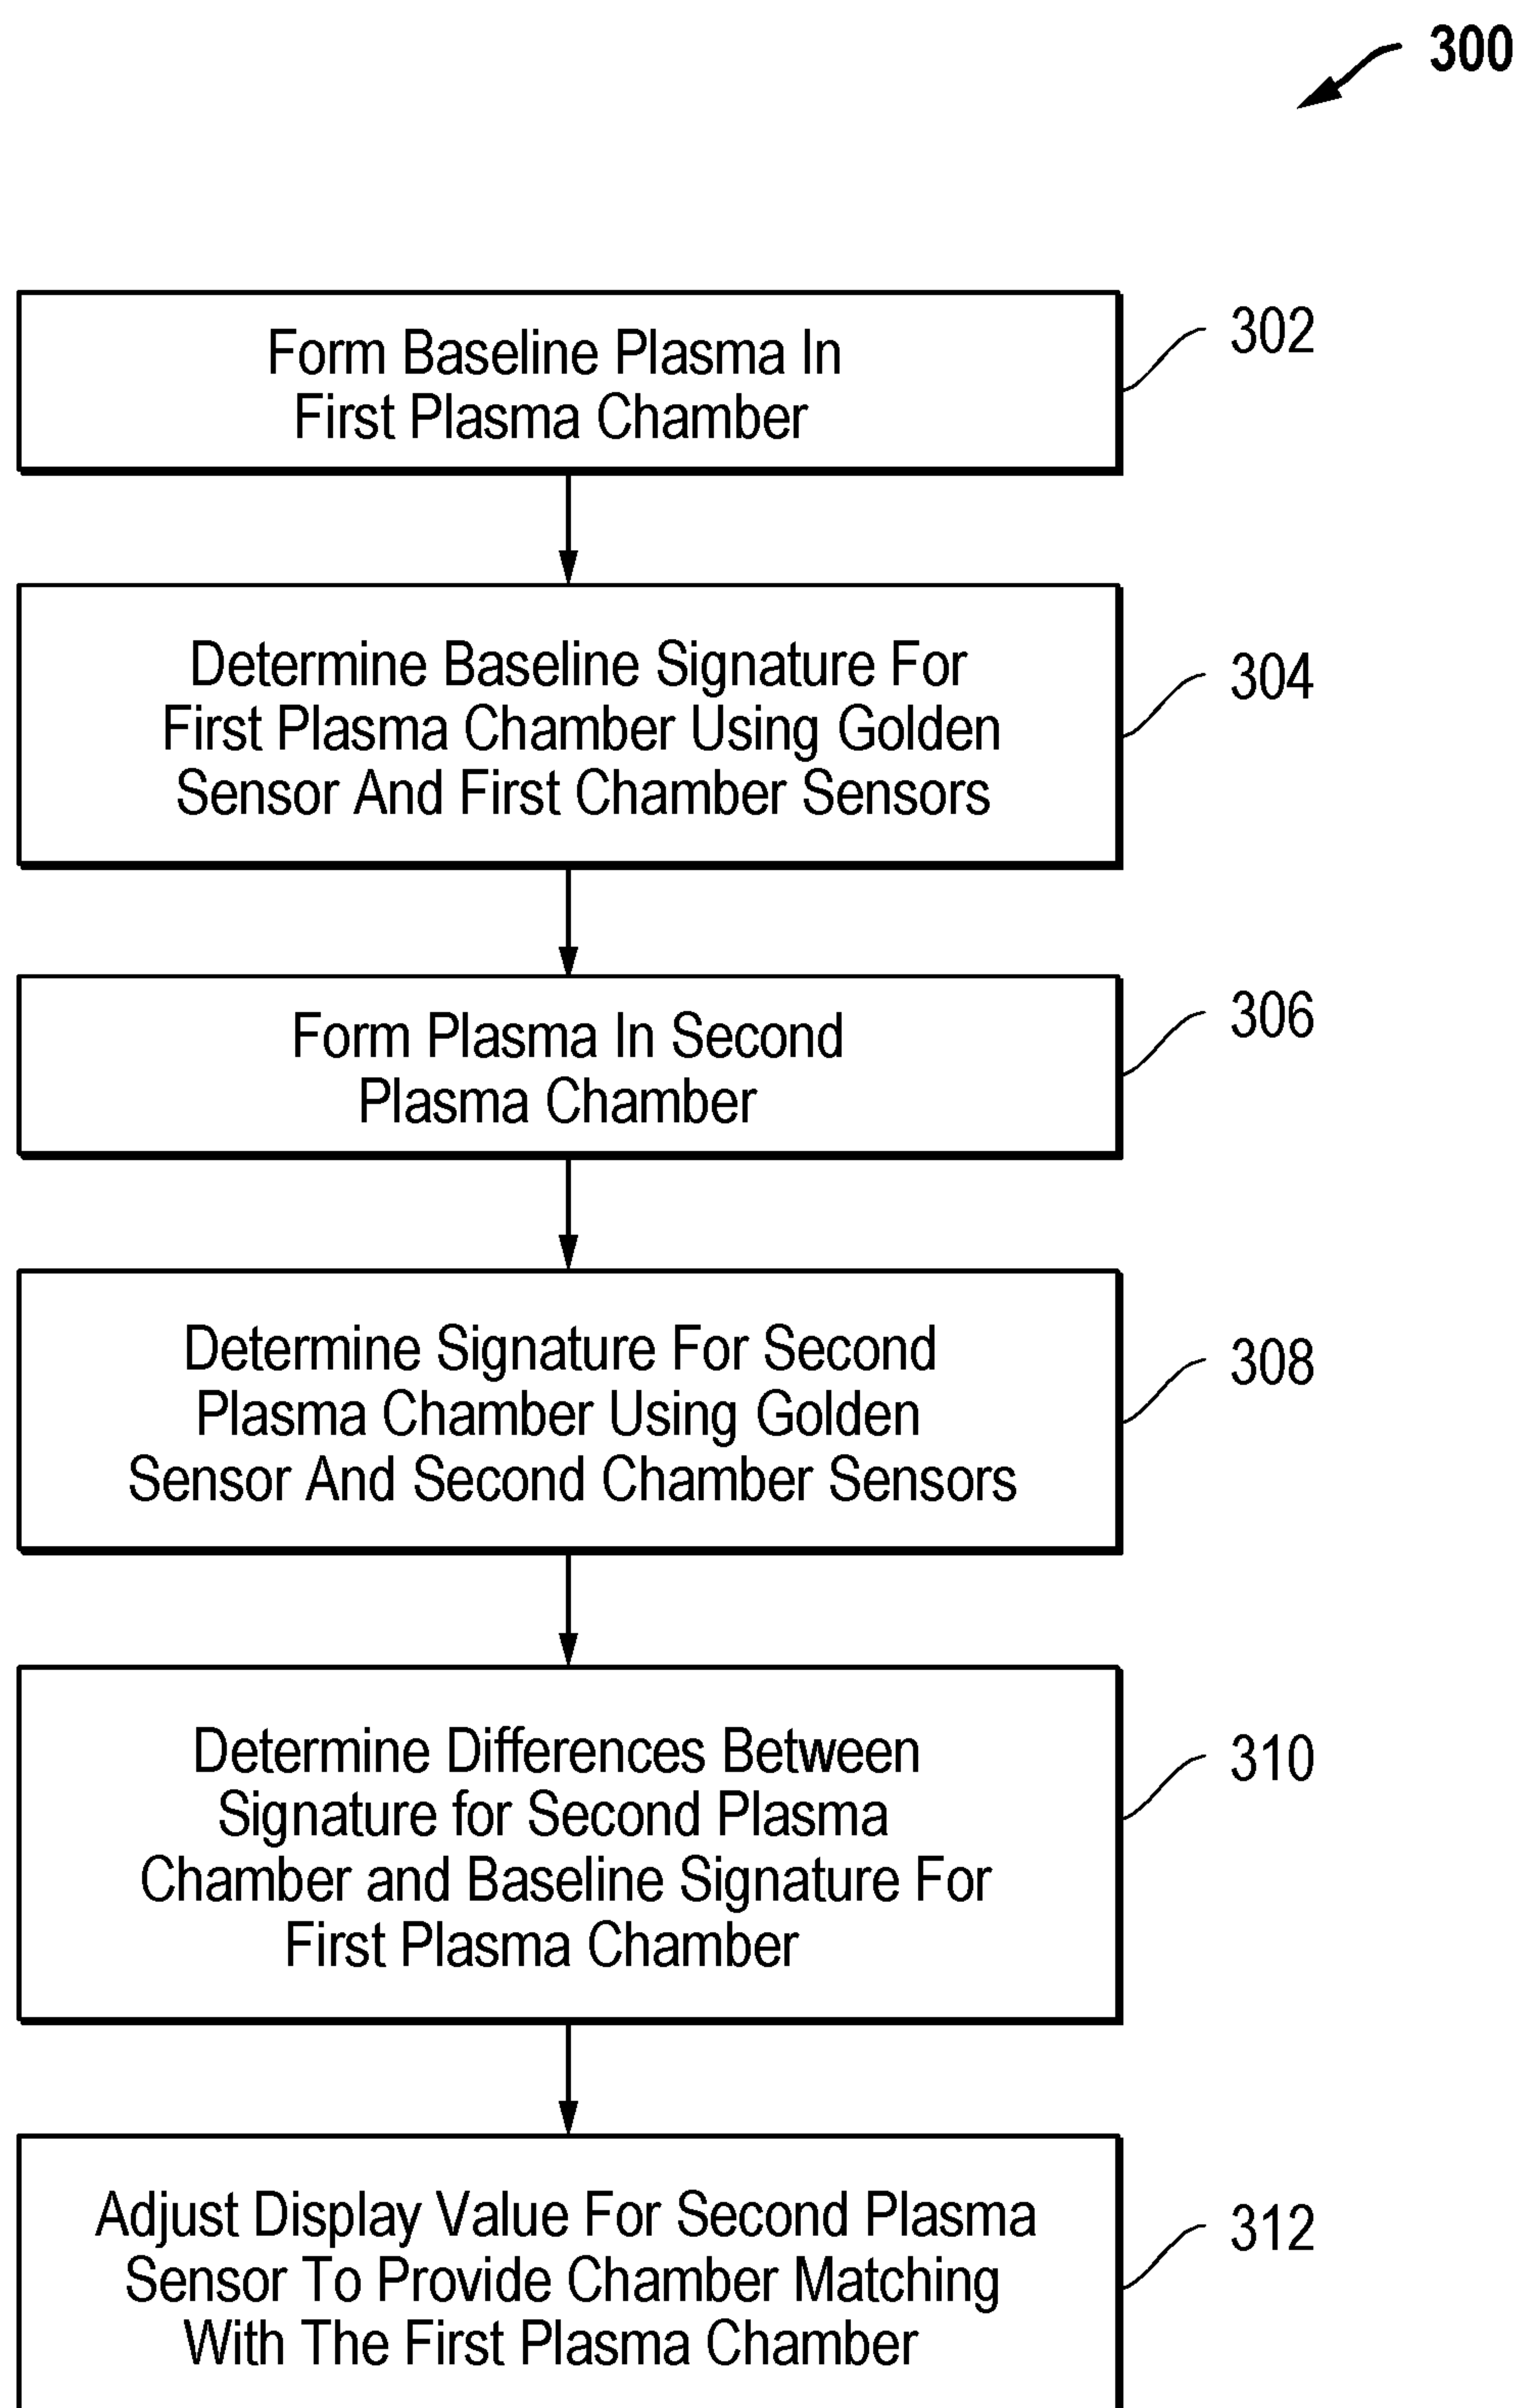 300
Form Baseline Plasma In
First Plasma Chamber
302
Determine Baseline Signature For
First Plasma Chamber Using Golden
Sensor And First Chamber Sensors
304
Form Plasma In Second
Plasma Chamber
306
Determine Signature For Second
Plasma Chamber Using Golden
Sensor And Second Chamber Sensors
308
Determine Differences Between
Signature for Second Plasma
Chamber and Baseline Signature For
First Plasma Chamber
310
Adjust Display Value For Second Plasma
Sensor To Provide Chamber Matching
With The First Plasma Chamber
312